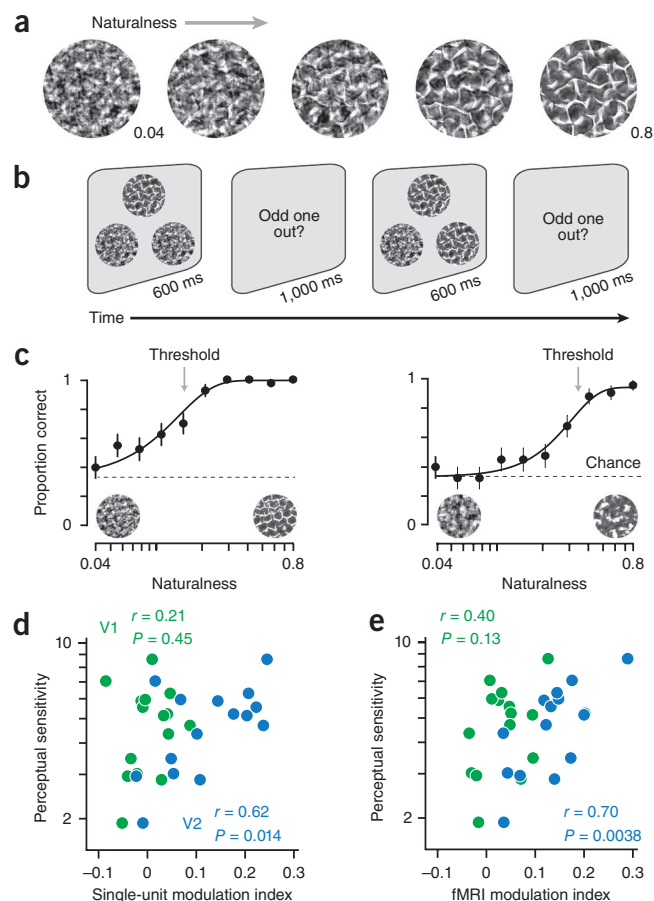 a
Naturalness
0.04
0.8
b
Odd one
out?
Odd one
out?
600 ms
1,000 ms
600 ms
1,000 ms
Time
c
Threshold
Threshold
1
1
Proportion correct
Chance
0
0
0.04
0.8
0.04
0.8
Naturalness
Naturalness
d
e
V1
r = 0.21
P = 0.45
r = 0.40
P = 0.13
10
10
Perceptual sensitivity
Perceptual sensitivity
V2
r = 0.62
P = 0.014
r = 0.70
P = 0.0038
2
2
–0.1
0
0.1
0.2
0.3
–0.1
0
0.1
0.2
0.3
Single-unit modulation index
fMRI modulation index